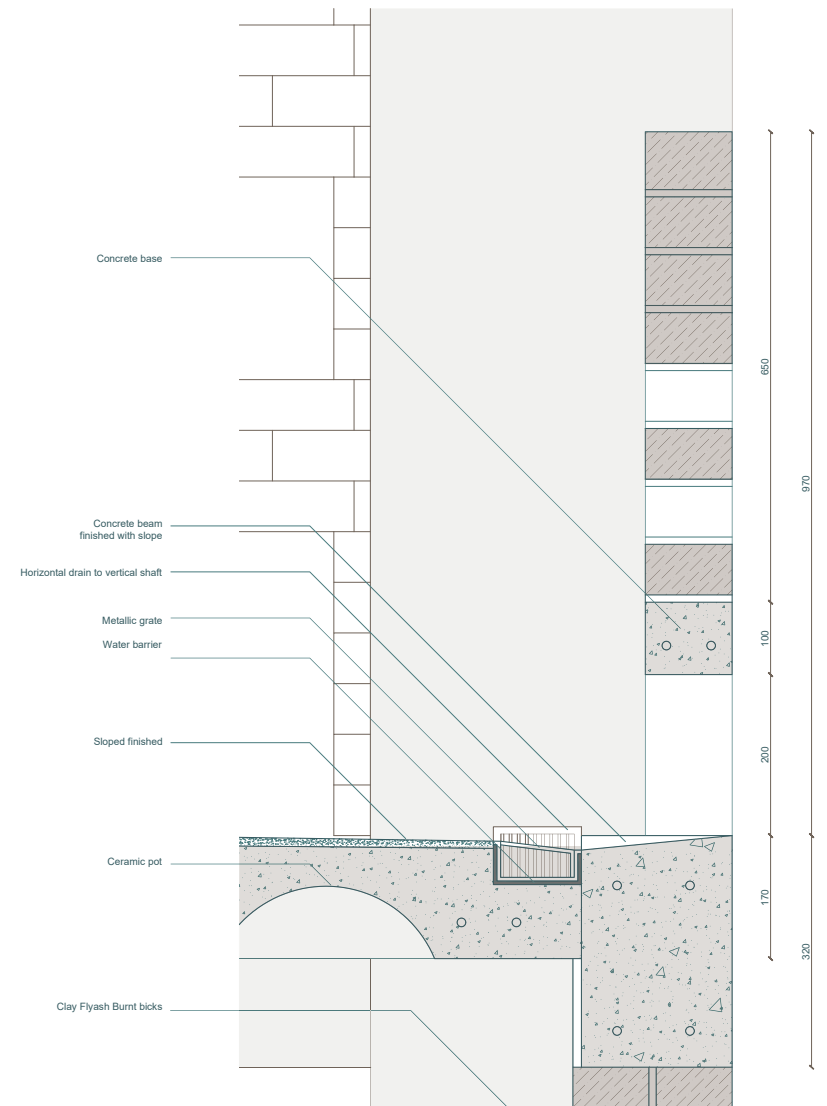 Concrete base
Concrete beam
finished with slope
Horizontal drain to vertical shaft
Metallic grate
Water barrier
Sloped finished
Ceramic pot
Clay Flyash Burnt bicks
650
970
100
200
170
320